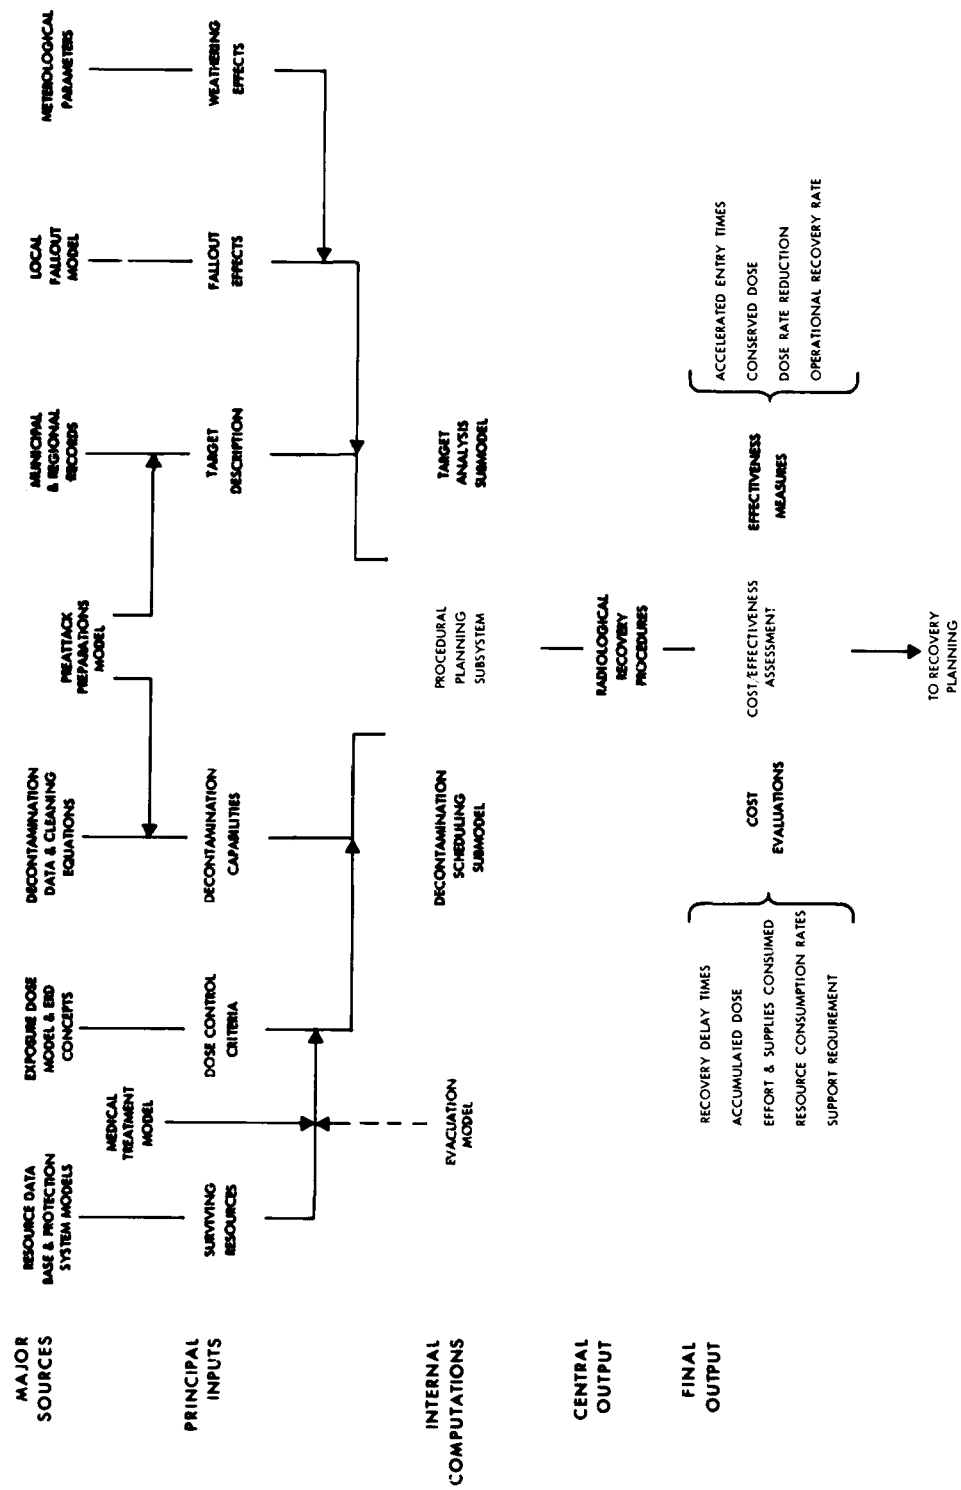 MAJOR
SOURCES
RESOURCE DATA
BASE & PROTECTION
SYSTEM MODELS
MEDICAL
TREATMENT
MODEL
EXPOSURE DOSE
MODEL & ERD
CONCEPTS
DECONTAMINATION
DATA & CLEANING
EQUATIONS
PREATTACK
PREPARATIONS
MODEL
MUNICIPAL
& REGIONAL
RECORDS
LOCAL
FALLOUT
MODEL
METEROLOGICAL
PARAMETERS
PRINCIPAL
INPUTS
SURVIVING
RESOURCES
DOSE CONTROL
CRITERIA
DECONTAMINATION
CAPABILITIES
TARGET
DESCRIPTION
FALLOUT
EFFECTS
WEATHERING
EFFECTS
INTERNAL
COMPUTATIONS
EVACUATION
MODEL
DECONTAMINATION
SCHEDULING
SUBMODEL
PROCEDURAL
PLANNING
SUBSYSTEM
TARGET
ANALYSIS
SUBMODEL
CENTRAL
OUTPUT
RADIOLOGICAL
RECOVERY
PROCEDURES
FINAL
OUTPUT
RECOVERY DELAY TIMES
ACCUMULATED DOSE
EFFORT & SUPPLIES CONSUMED
RESOURCE CONSUMPTION RATES
SUPPORT REQUIREMENT
COST
EVALUATIONS
COST/EFFECTIVENESS
ASSESSMENT
EFFECTIVENESS
MEASURES
ACCELERATED ENTRY TIMES
CONSERVED DOSE
DOSE RATE REDUCTION
OPERATIONAL RECOVERY RATE
TO RECOVERY
PLANNING